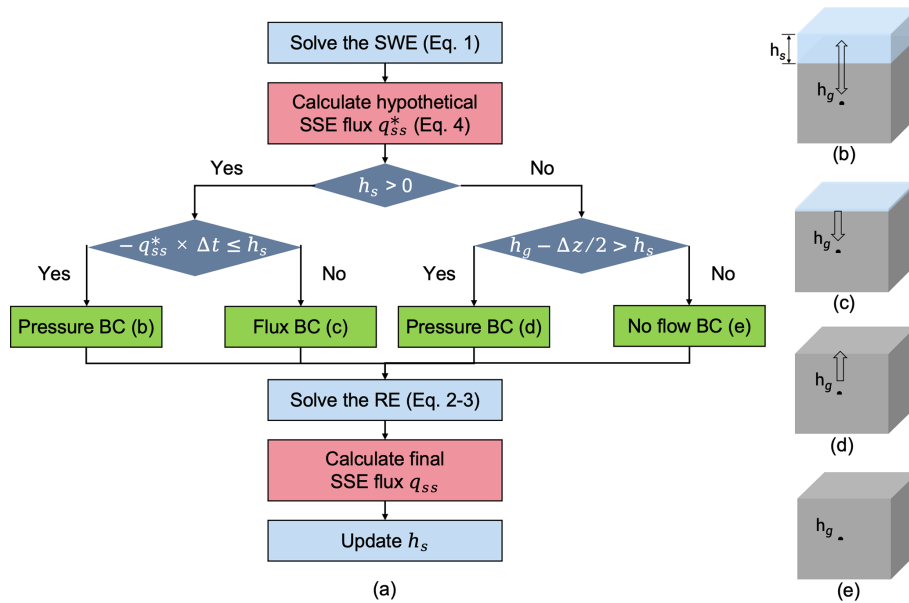 Solve the SWE (Eq. 1)
Calculate hypothetical
SSE flux q*ss (Eq. 4)
Yes
No
hs > 0
− q*ss × Δt ≤ hs
hg − Δz/2 > hs
Yes
No
Yes
No
Pressure BC (b)
Flux BC (c)
Pressure BC (d)
No flow BC (e)
Solve the RE (Eq. 2-3)
Calculate final
SSE flux qss
Update hs
(a)
hs
hg
(b)
hg
(c)
hg
(d)
hg
(e)